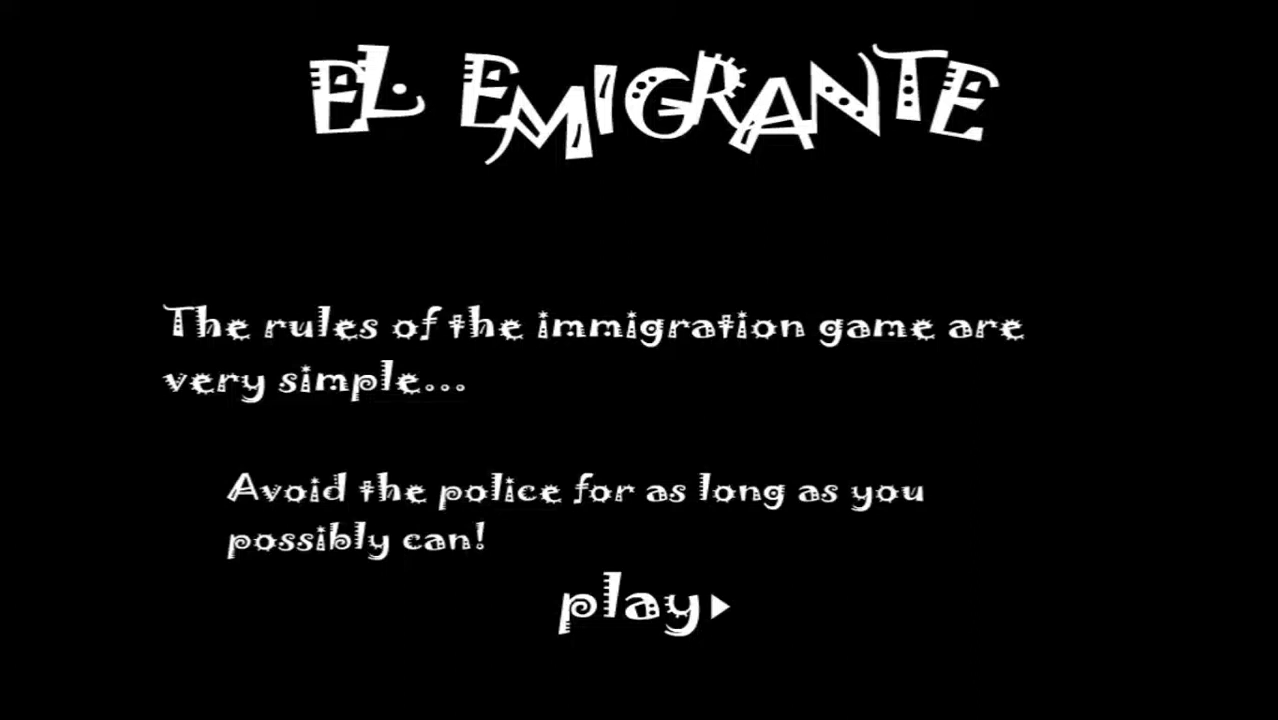 EL EMIGRANTE
The rules of the immigration game are
very simple...
Avoid the police for as long as you
possibly can!
play